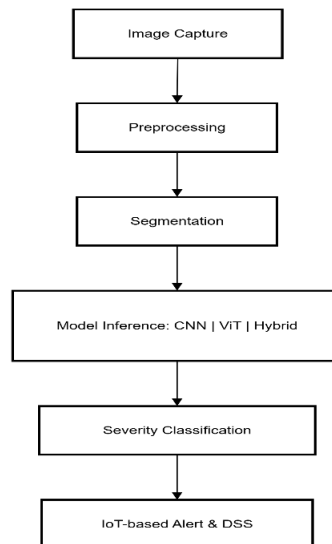 Image Capture
Preprocessing
Segmentation
Model Inference: CNN | ViT | Hybrid
Severity Classification
IoT-based Alert & DSS